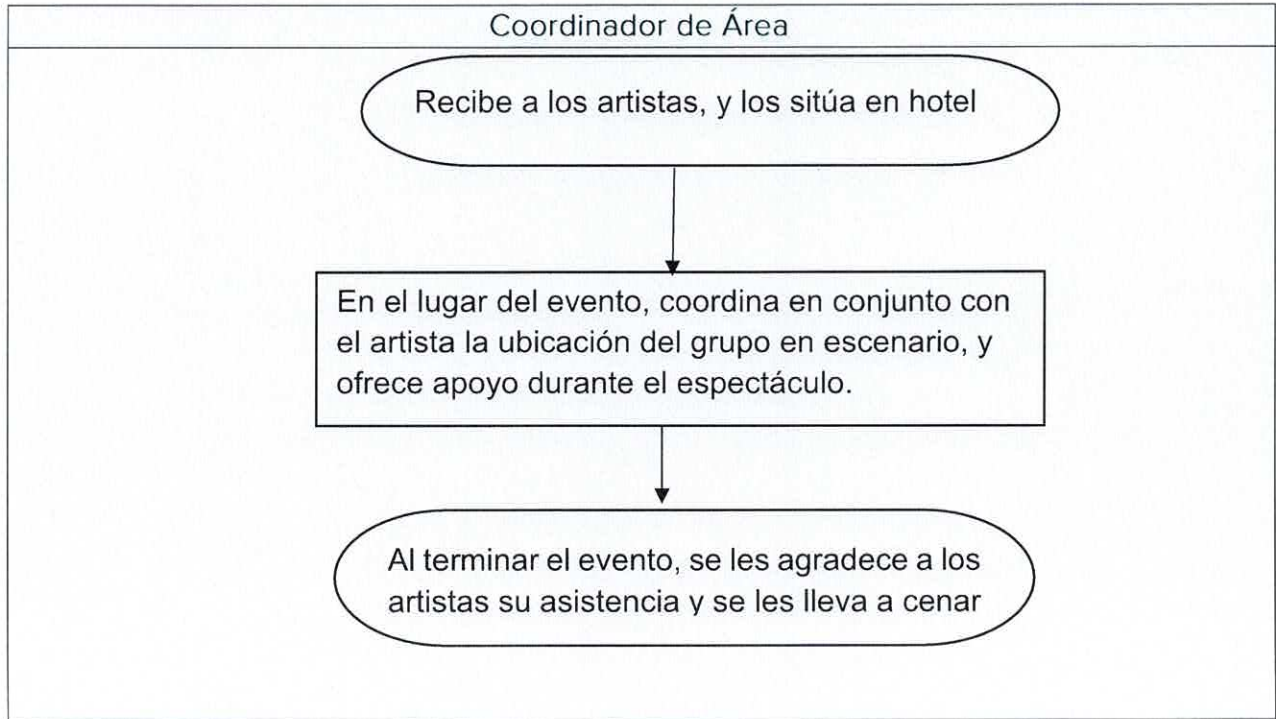 Coordinador de Área
Recibe a los artistas, y los sitúa en hotel
En el lugar del evento, coordina en conjunto con
el artista la ubicación del grupo en escenario, y
ofrece apoyo durante el espectáculo.
Al terminar el evento, se les agradece a los
artistas su asistencia y se les lleva a cenar